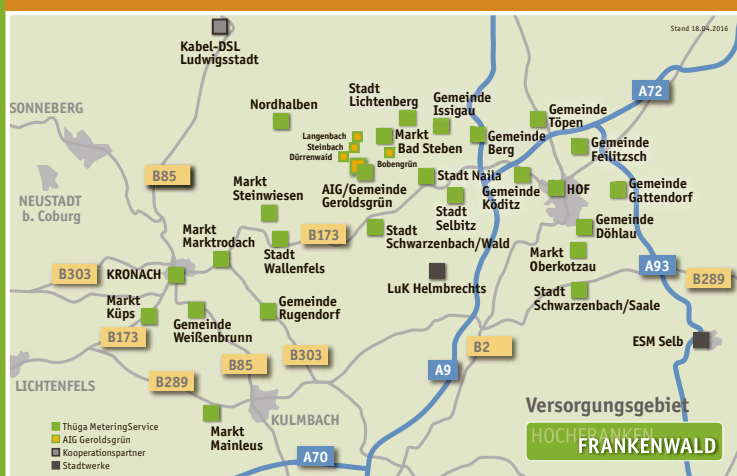 Stand 18.04.2016
Kabel-DSL
Ludwigsstadt
SONNEBERG
NEUSTADT
b. Coburg
B85
Nordhalben
Stadt
Lichtenberg
Gemeinde
Issigau
A72
Gemeinde
Töpen
Langenbach
Steinbach
Dürrenwald
Markt
Bad Steben
Bobengrün
Gemeinde
Berg
Gemeinde
Feilitzsch
AIG/Gemeinde
Geroldsgrün
Stadt Naila
Gemeinde
Köditz
HOF
Gemeinde
Gattendorf
Markt
Steinwiesen
Stadt
Selbitz
Markt
Marktrodach
B173
Stadt
Wallenfels
Stadt
Schwarzenbach/Wald
Gemeinde
Döhlau
Markt
Oberkotzau
B303
KRONACH
LuK Helmbrechts
A93
B289
Markt
Küps
Gemeinde
Weißenbrunn
Gemeinde
Rugendorf
Stadt
Schwarzenbach/Saale
B173
B85
B303
B2
ESM Selb
LICHTENFELS
B289
A9
KULMBACH
Markt
Mainleus
A70
Thüga MeteringService
AIG Geroldsgrün
Kooperationspartner
Stadtwerke
Versorgungsgebiet
HOCHFRANKEN
FRANKENWALD